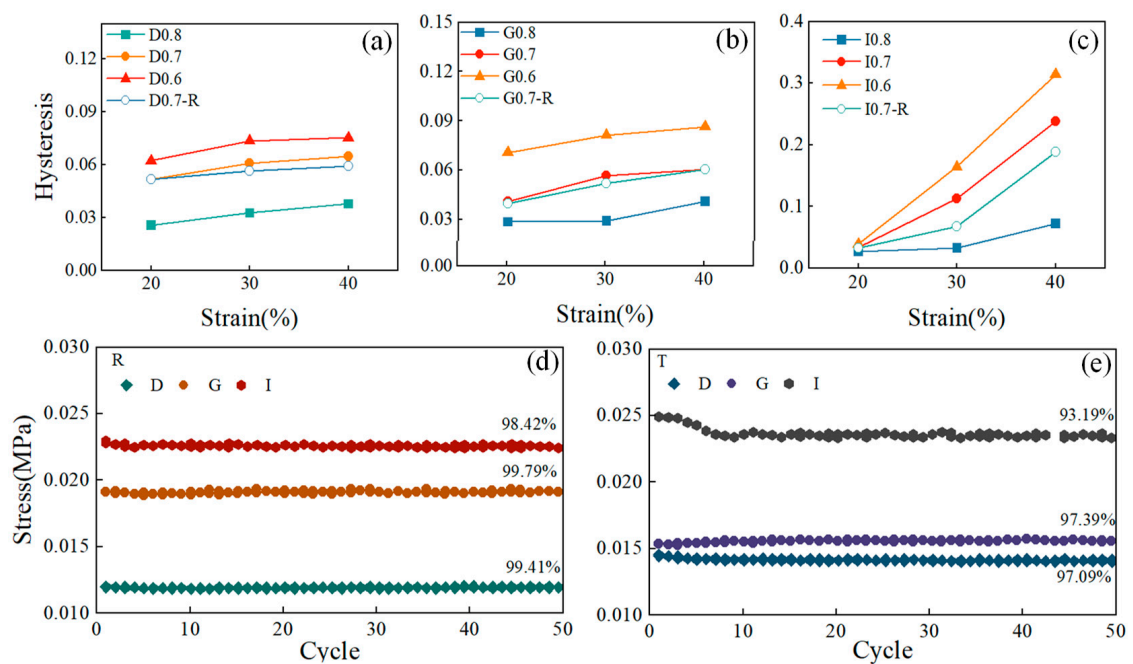 (a)
D0.8
D0.7
D0.6
D0.7-R
0.12
0.09
0.06
0.03
0.00
20 30 40
Hysteresis
Strain(%)
(b)
G0.8
G0.7
G0.6
G0.7-R
0.15
0.12
0.09
0.06
0.03
0.00
20 30 40
Strain(%)
(c)
I0.8
I0.7
I0.6
I0.7-R
0.4
0.3
0.2
0.1
0.0
20 30 40
Strain(%)
(d)
R
D G I
98.42%
99.79%
99.41%
0.030
0.025
0.020
0.015
0.010
0 10 20 30 40 50
Stress(MPa)
Cycle
(e)
T
D G I
93.19%
97.39%
97.09%
0.030
0.025
0.020
0.015
0.010
0 10 20 30 40 50
Cycle